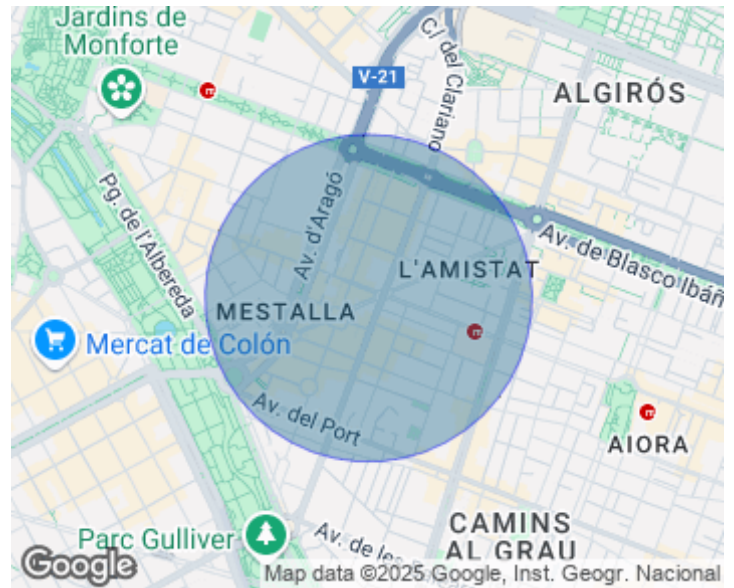 Jardins de
Monforte
V-21
C/ del Clariano
ALGIRÓS
Pg. de l'Albereda
Av. d'Aragó
L'AMISTAT
Av. de Blasco Ibáñ
MESTALLA
Mercat de Colón
Av. del Port
AIORA
CAMINS
AL GRAU
Parc Gulliver
Av. de les
Google
Map data ©2025 Google, Inst. Geogr. Nacional